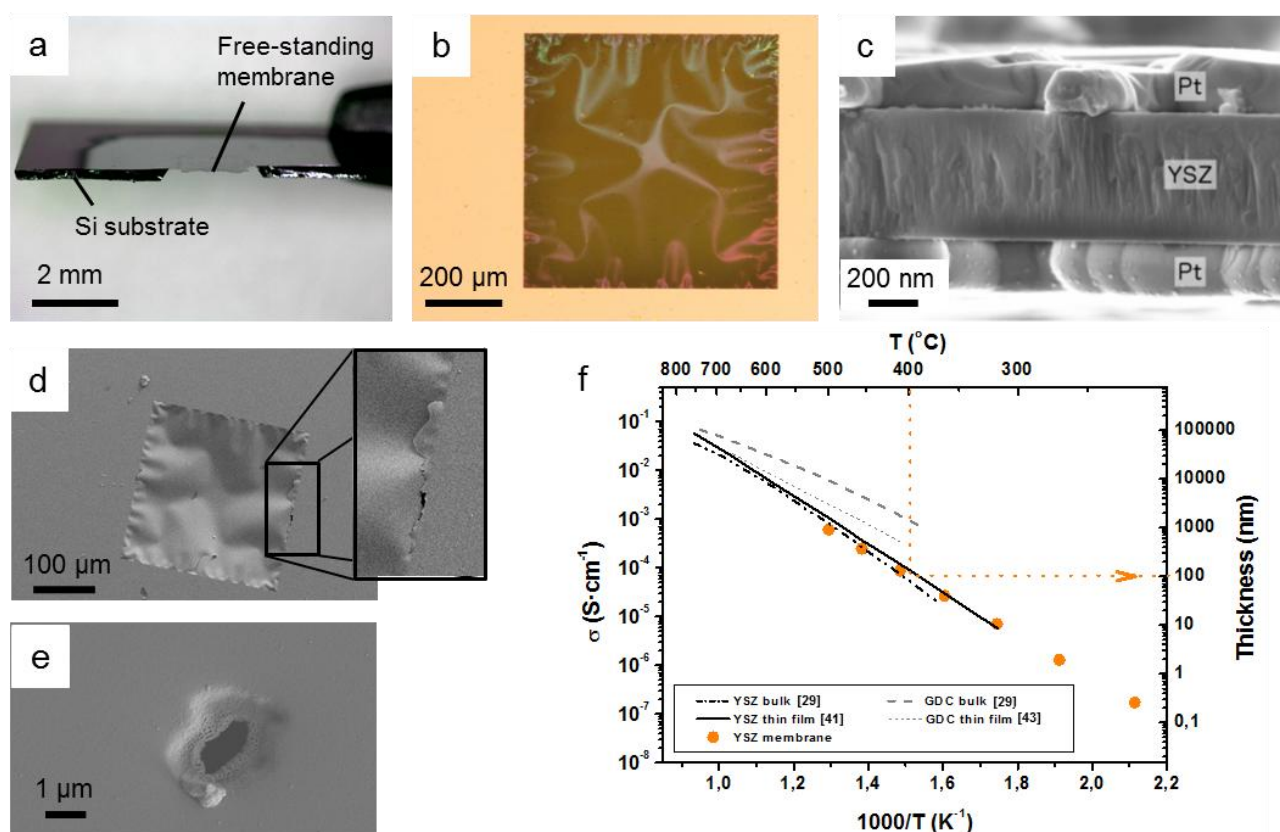 a
Free-standing
membrane
Si substrate
2 mm
b
200 µm
c
Pt
YSZ
Pt
200 nm
d
100 µm
e
1 µm
f
T (°C)
800 700 600 500 400 300
σ (S·cm⁻¹)
10⁻¹
10⁻²
10⁻³
10⁻⁴
10⁻⁵
10⁻⁶
10⁻⁷
10⁻⁸
100000
10000
1000
100
10
1
0,1
Thickness (nm)
YSZ bulk [29] GDC bulk [29]
YSZ thin film [41] GDC thin film [43]
YSZ membrane
1,0 1,2 1,4 1,6 1,8 2,0 2,2
1000/T (K⁻¹)